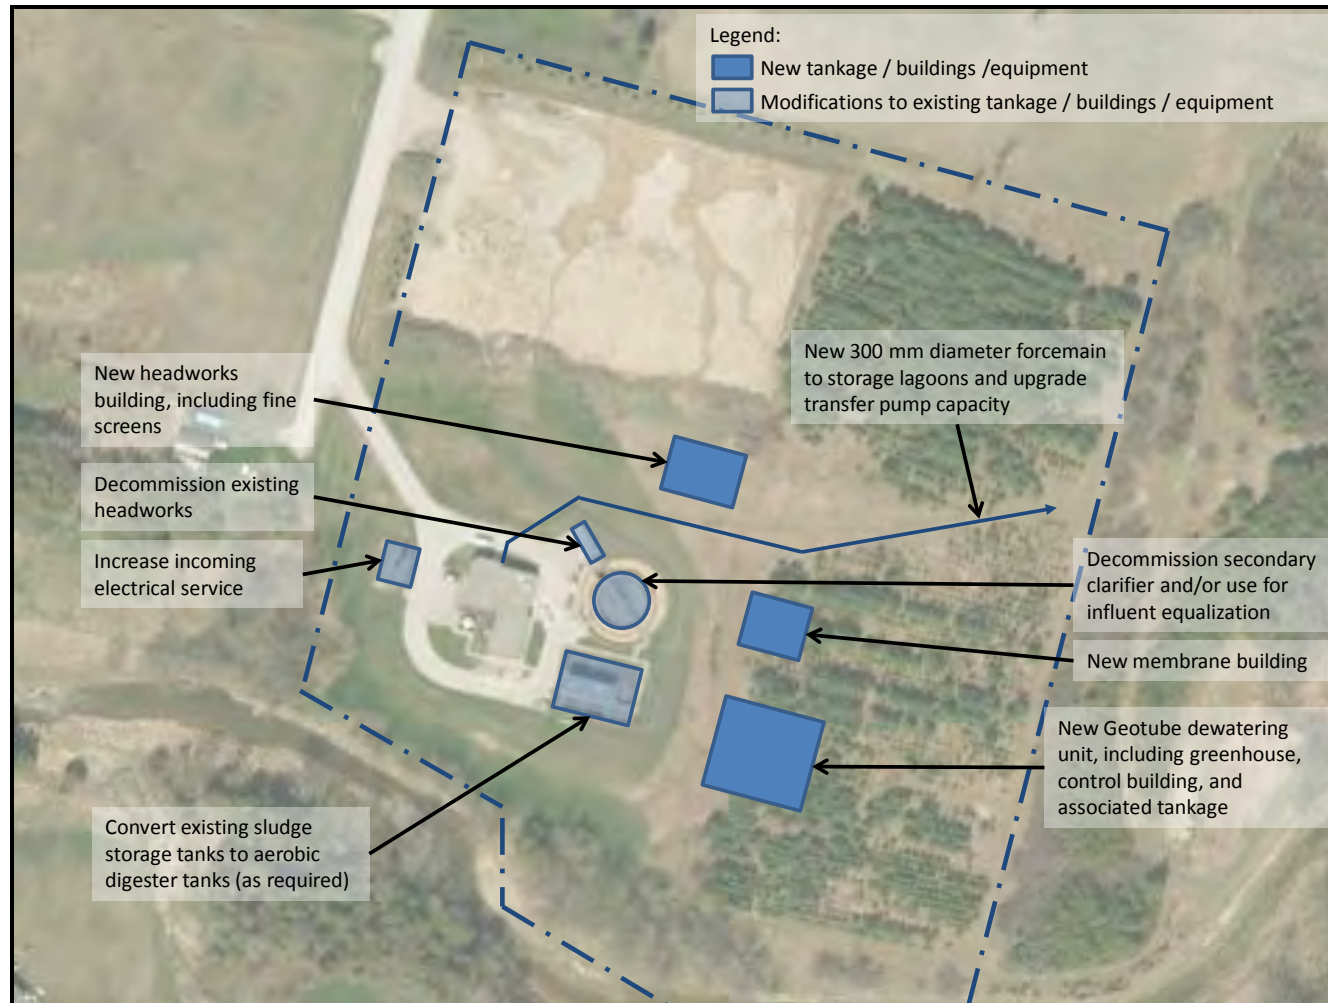 Legend:
New tankage / buildings /equipment
Modifications to existing tankage / buildings / equipment
New 300 mm diameter forcemain
to storage lagoons and upgrade
transfer pump capacity
New headworks
building, including fine
screens
Decommission existing
headworks
Increase incoming
electrical service
Decommission secondary
clarifier and/or use for
influent equalization
New membrane building
New Geotube dewatering
unit, including greenhouse,
control building, and
associated tankage
Convert existing sludge
storage tanks to aerobic
digester tanks (as required)